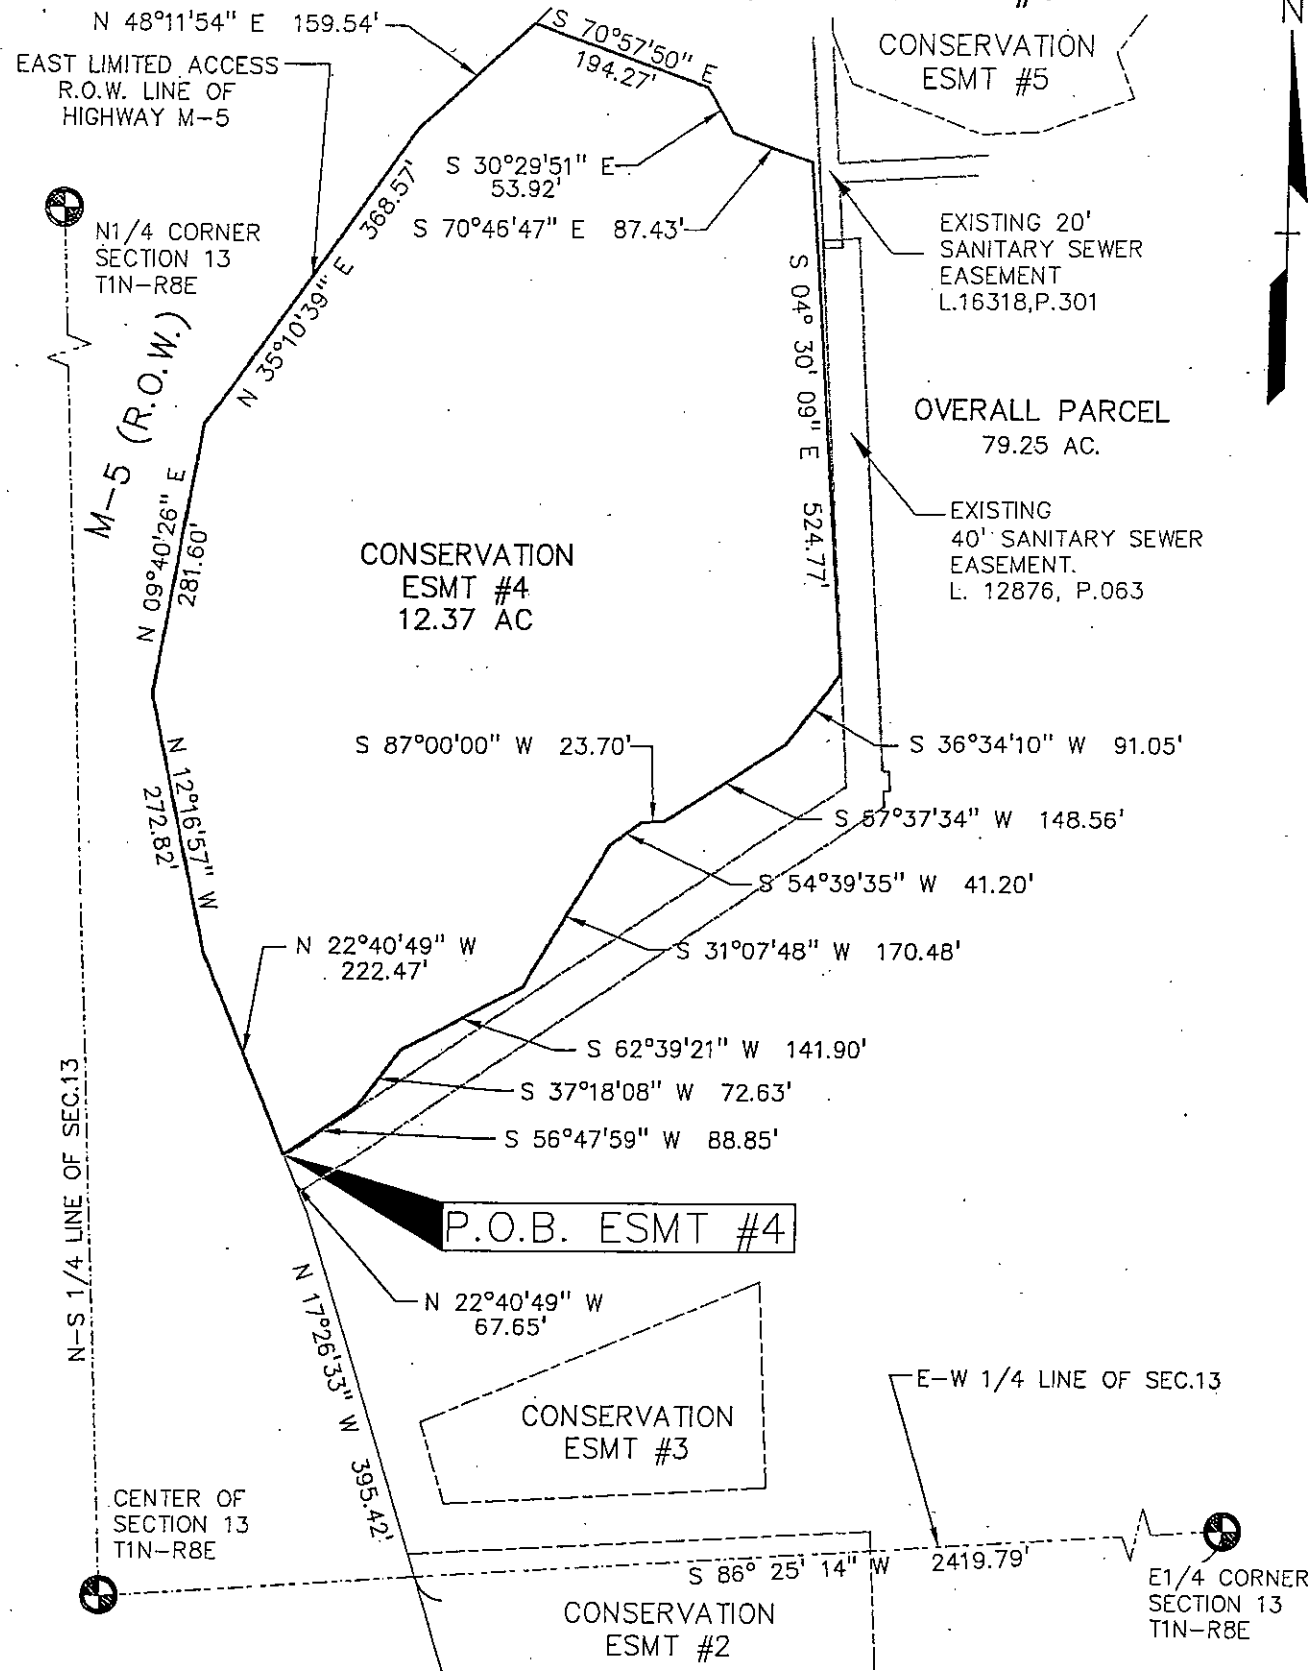 N 48°11'54" E 159.54'
S 70°57'50" E
194.27'
N
CONSERVATION
ESMT #5
EAST LIMITED ACCESS
R.O.W. LINE OF
HIGHWAY M-5
S 30°29'51" E
53.92'
S 70°46'47" E 87.43'
N1/4 CORNER
SECTION 13
T1N-R8E
EXISTING 20'
SANITARY SEWER
EASEMENT
L.16318,P.301
368.57'
N 35°10'39" E
M-5 (R.O.W.)
S 04° 30' 09" E 524.77'
OVERALL PARCEL
79.25 AC.
N 09°40'26" E
281.60'
CONSERVATION
ESMT #4
12.37 AC
EXISTING
40' SANITARY SEWER
EASEMENT.
L. 12876, P.063
S 87°00'00" W 23.70'
S 36°34'10" W 91.05'
N 12°16'57" W
272.82'
S 57°37'34" W 148.56'
S 54°39'35" W 41.20'
N 22°40'49" W
222.47'
S 31°07'48" W 170.48'
S 62°39'21" W 141.90'
S 37°18'08" W 72.63'
S 56°47'59" W 88.85'
N-S 1/4 LINE OF SEC.13
P.O.B. ESMT #4
N 22°40'49" W
67.65'
N 17°26'33" W 395.42'
E-W 1/4 LINE OF SEC.13
CONSERVATION
ESMT #3
CENTER OF
SECTION 13
T1N-R8E
S 86° 25' 14" W 2419.79'
E1/4 CORNER
SECTION 13
T1N-R8E
CONSERVATION
ESMT #2